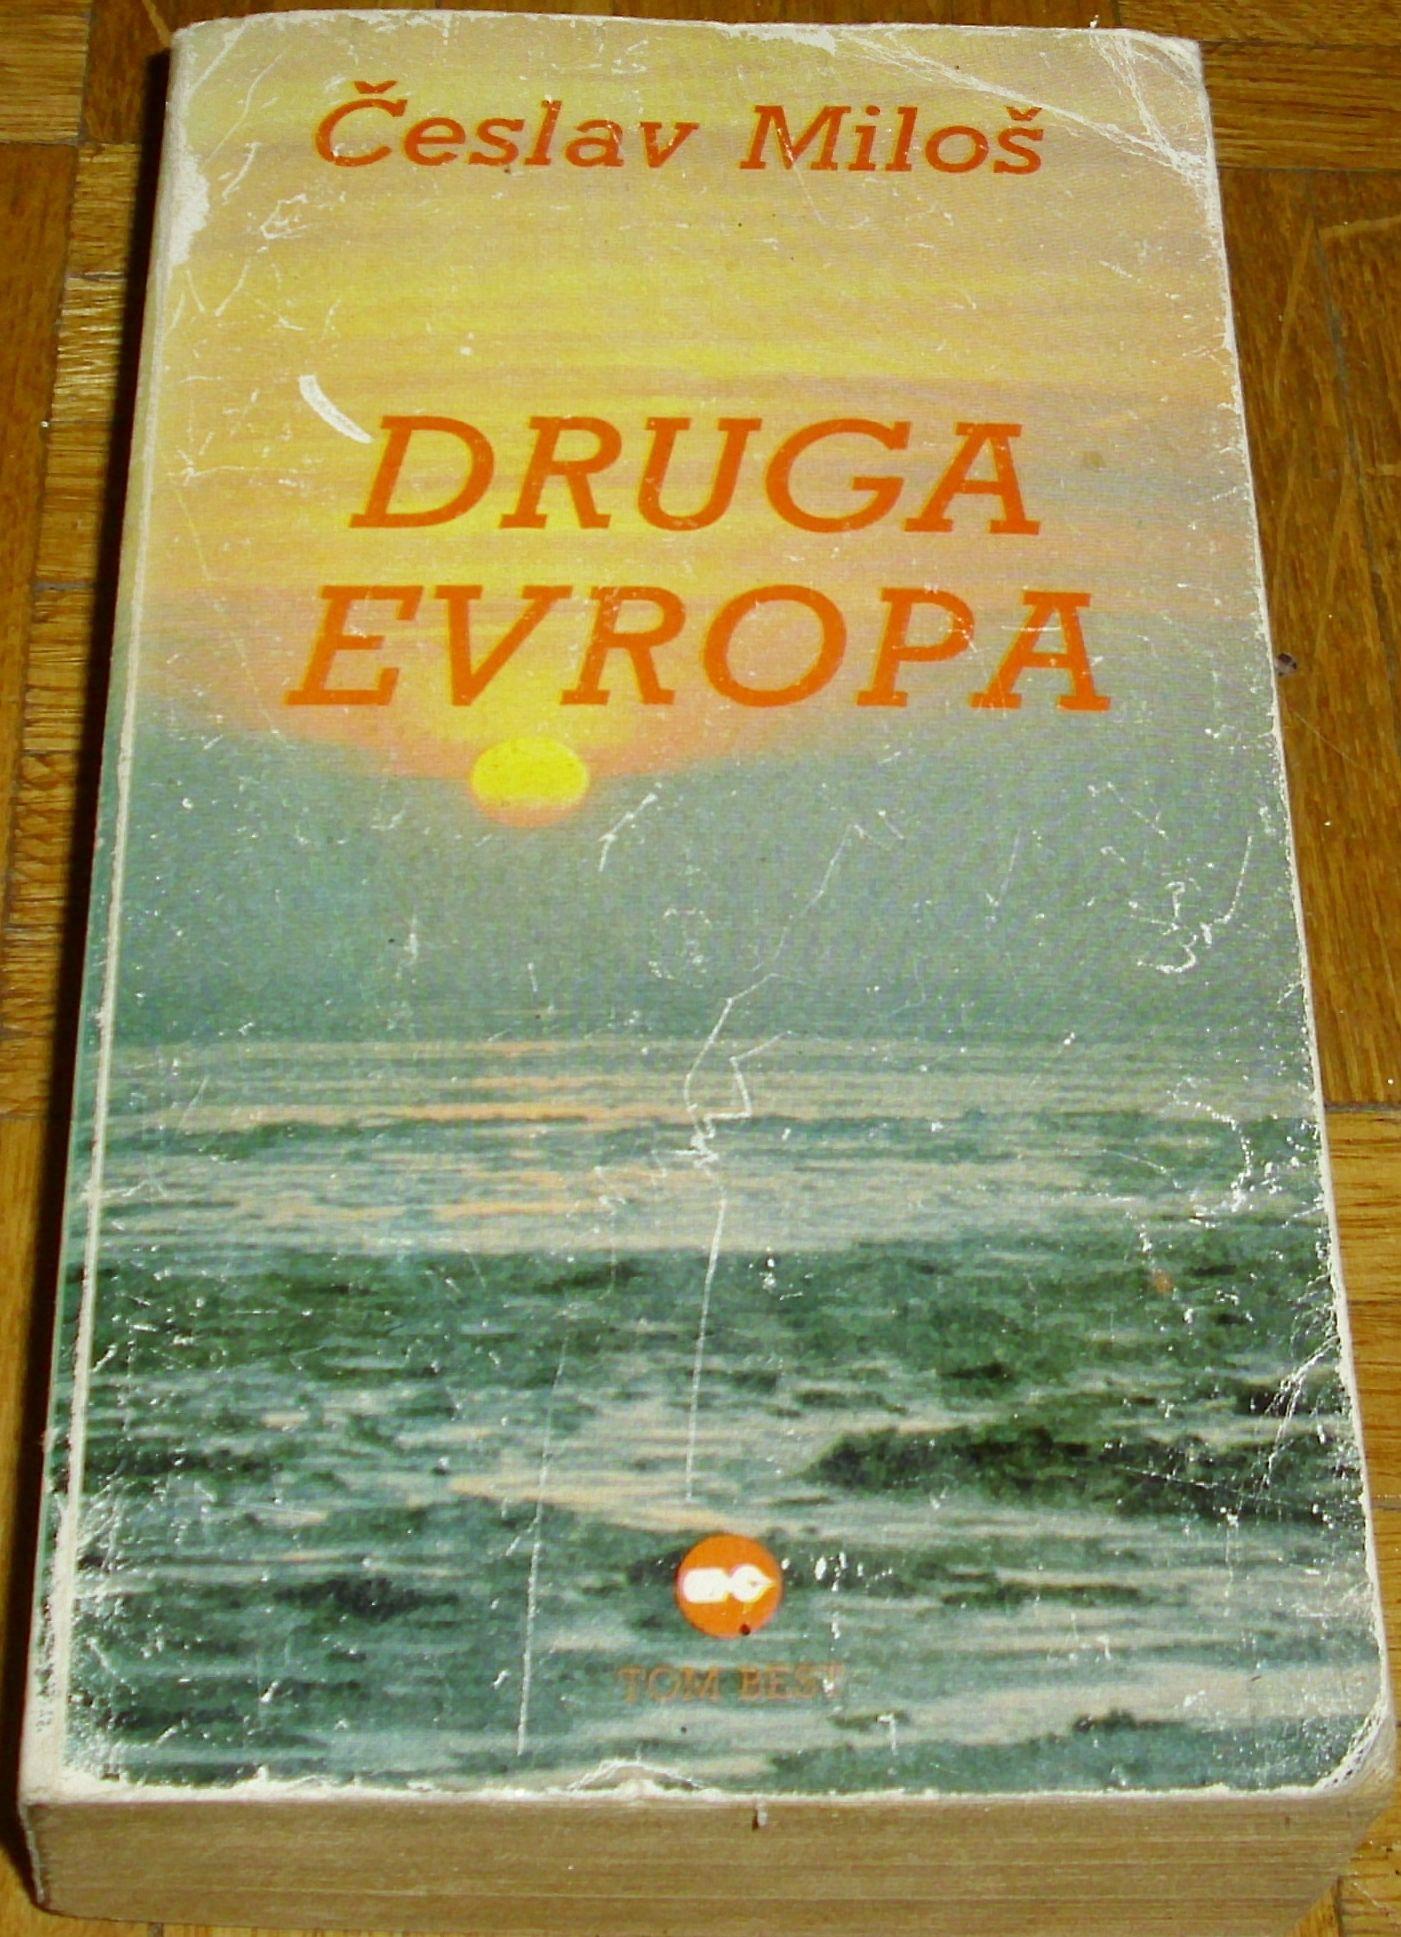 Česlav Miloš
DRUGA
EVROPA
TOM BEST